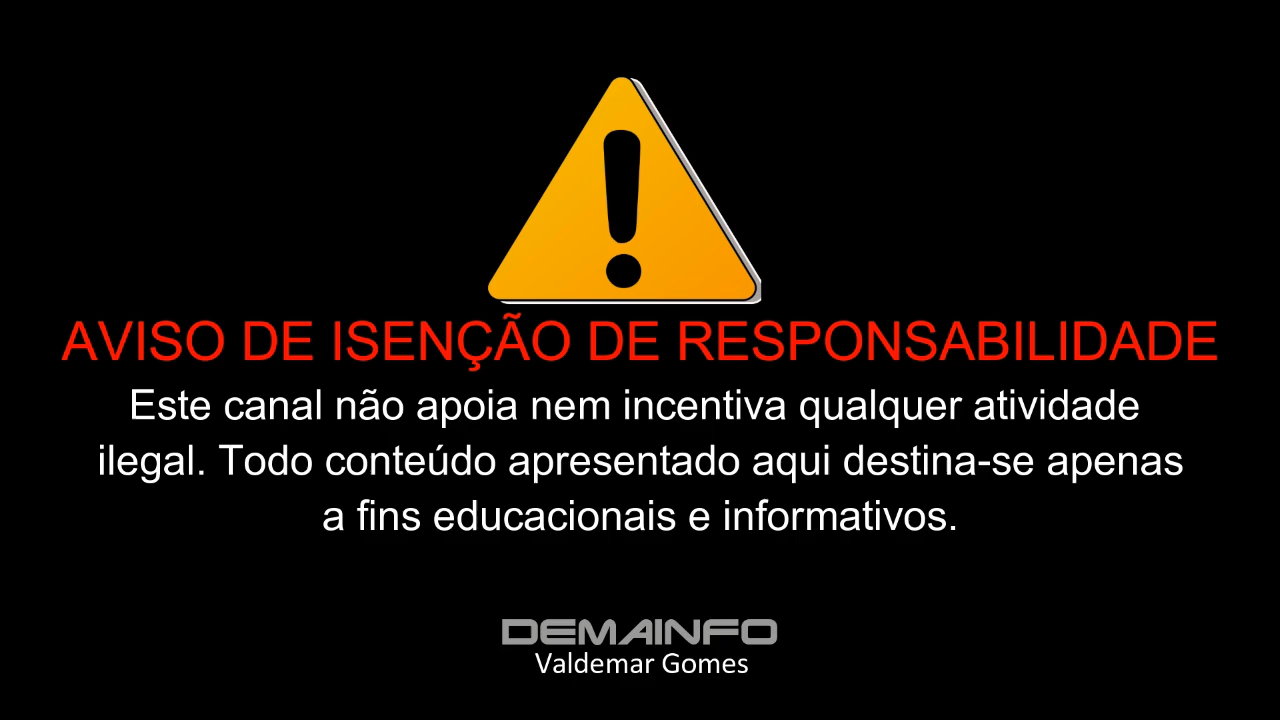 AVISO DE ISENÇÃO DE RESPONSABILIDADE
Este canal não apoia nem incentiva qualquer atividade
ilegal. Todo conteúdo apresentado aqui destina-se apenas
a fins educacionais e informativos.
DEMAINFO
Valdemar Gomes